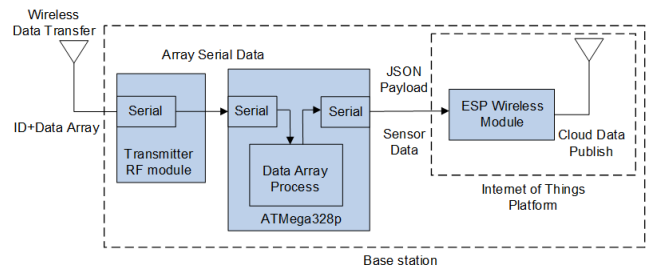 Wireless
Data Transfer
Array Serial Data
JSON
Payload
Serial
Serial
Serial
ESP Wireless
Module
ID+Data Array
Transmitter
RF module
Data Array
Process
Sensor
Data
Cloud Data
Publish
ATMega328p
Internet of Things
Platform
Base station